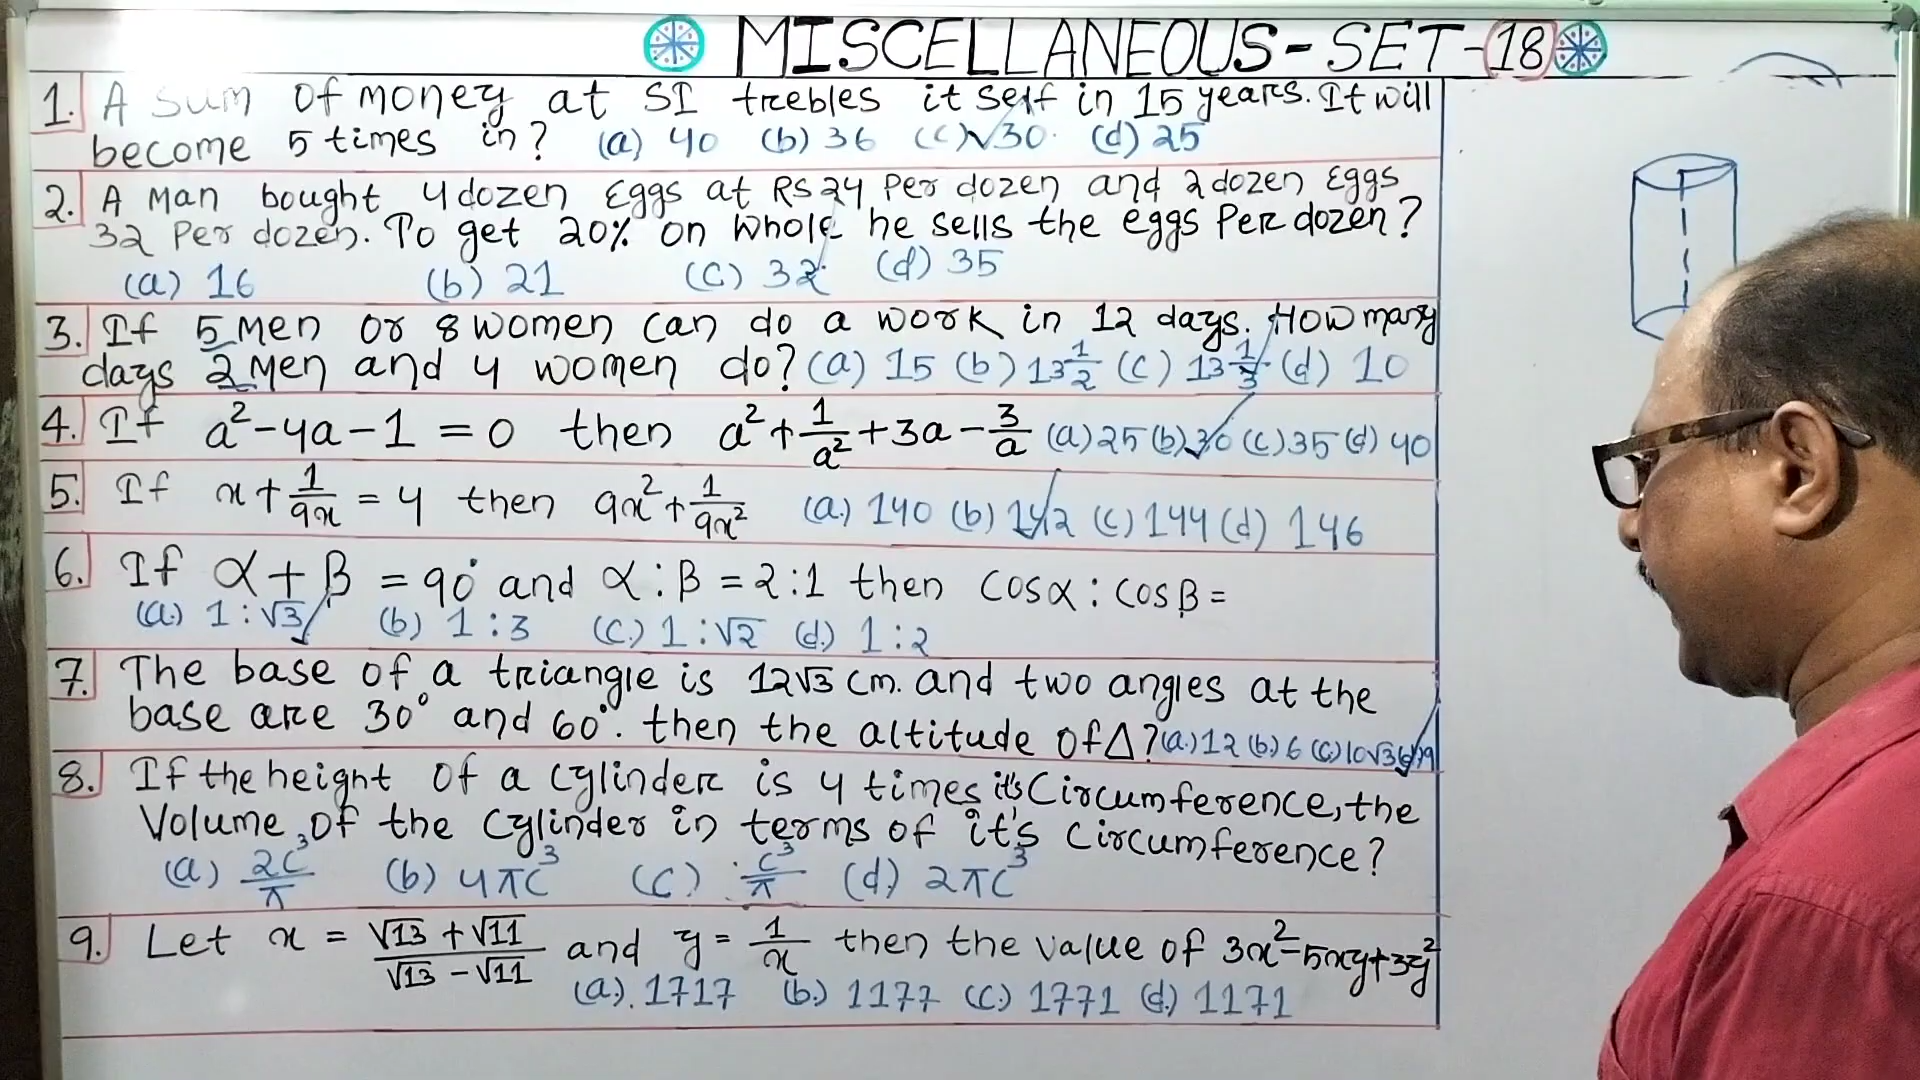 MISCELLANEOUS - SET - 18
1. A sum of money at SI trebles it self in 15 years. It will
become 5 times in? (a) 40 (b) 36 (c) √30. (d) 25
2. A Man bought 4 dozen Eggs at RS 24 Per dozen and 2 dozen Eggs
32 Per dozen. To get 20% on whole he sells the eggs Per dozen?
(a) 16 (b) 21 (c) 32 (d) 35
3. If 5 Men or 8 women can do a work in 12 days. How many
days 2 Men and 4 women do? (a) 15 (b) 13 1/2 (c) 13 1/3 (d) 10
4. If a² - 4a - 1 = 0 then a² + 1/a² + 3a - 3/a (a) 25 (b) 30 (c) 35 (d) 40
5. If x + 1/9x = 4 then 9x² + 1/9x² (a.) 140 (b) 142 (c) 144 (d) 146
6. If α + β = 90° and α : β = 2 : 1 then cosα : cosβ =
(a.) 1 : √3 (b) 1 : 3 (c.) 1 : √2 (d.) 1 : 2
7. The base of a triangle is 12√3 cm. and two angles at the
base are 30° and 60°. then the altitude of Δ? (a.) 12 (b.) 6 (c) 10√3 (d) 9
8. If the height of a cylinder is 4 times it's Circumference, the
Volume of the cylinder in terms of it's circumference?
(a) 2c³/π (b) 4πc³ (c) c³/π (d) 2πc³
9. Let x = √13 + √11 / √13 - √11 and y = 1/x then the value of 3x² - 5xy + 3y²
(a.) 1717 (b.) 1177 (c.) 1771 (d.) 1171